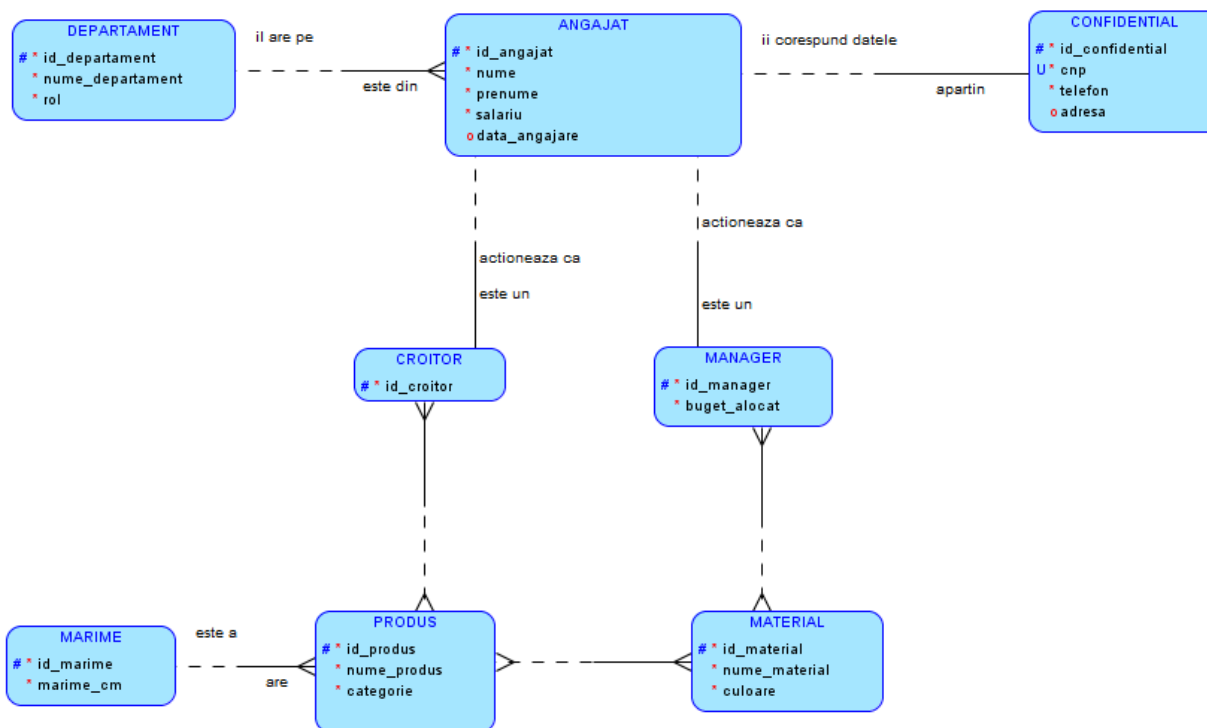 DEPARTAMENT
# * id_departament
* nume_departament
* rol
il are pe
este din
ANGAJAT
# * id_angajat
* nume
* prenume
* salariu
o data_angajare
ii corespund datele
apartin
CONFIDENTIAL
# * id_confidential
U * cnp
* telefon
o adresa
actioneaza ca
este un
actioneaza ca
este un
CROITOR
# * id_croitor
MANAGER
# * id_manager
* buget_alocat
MARIME
# * id_marime
* marime_cm
este a
are
PRODUS
# * id_produs
* nume_produs
* categorie
MATERIAL
# * id_material
* nume_material
* culoare